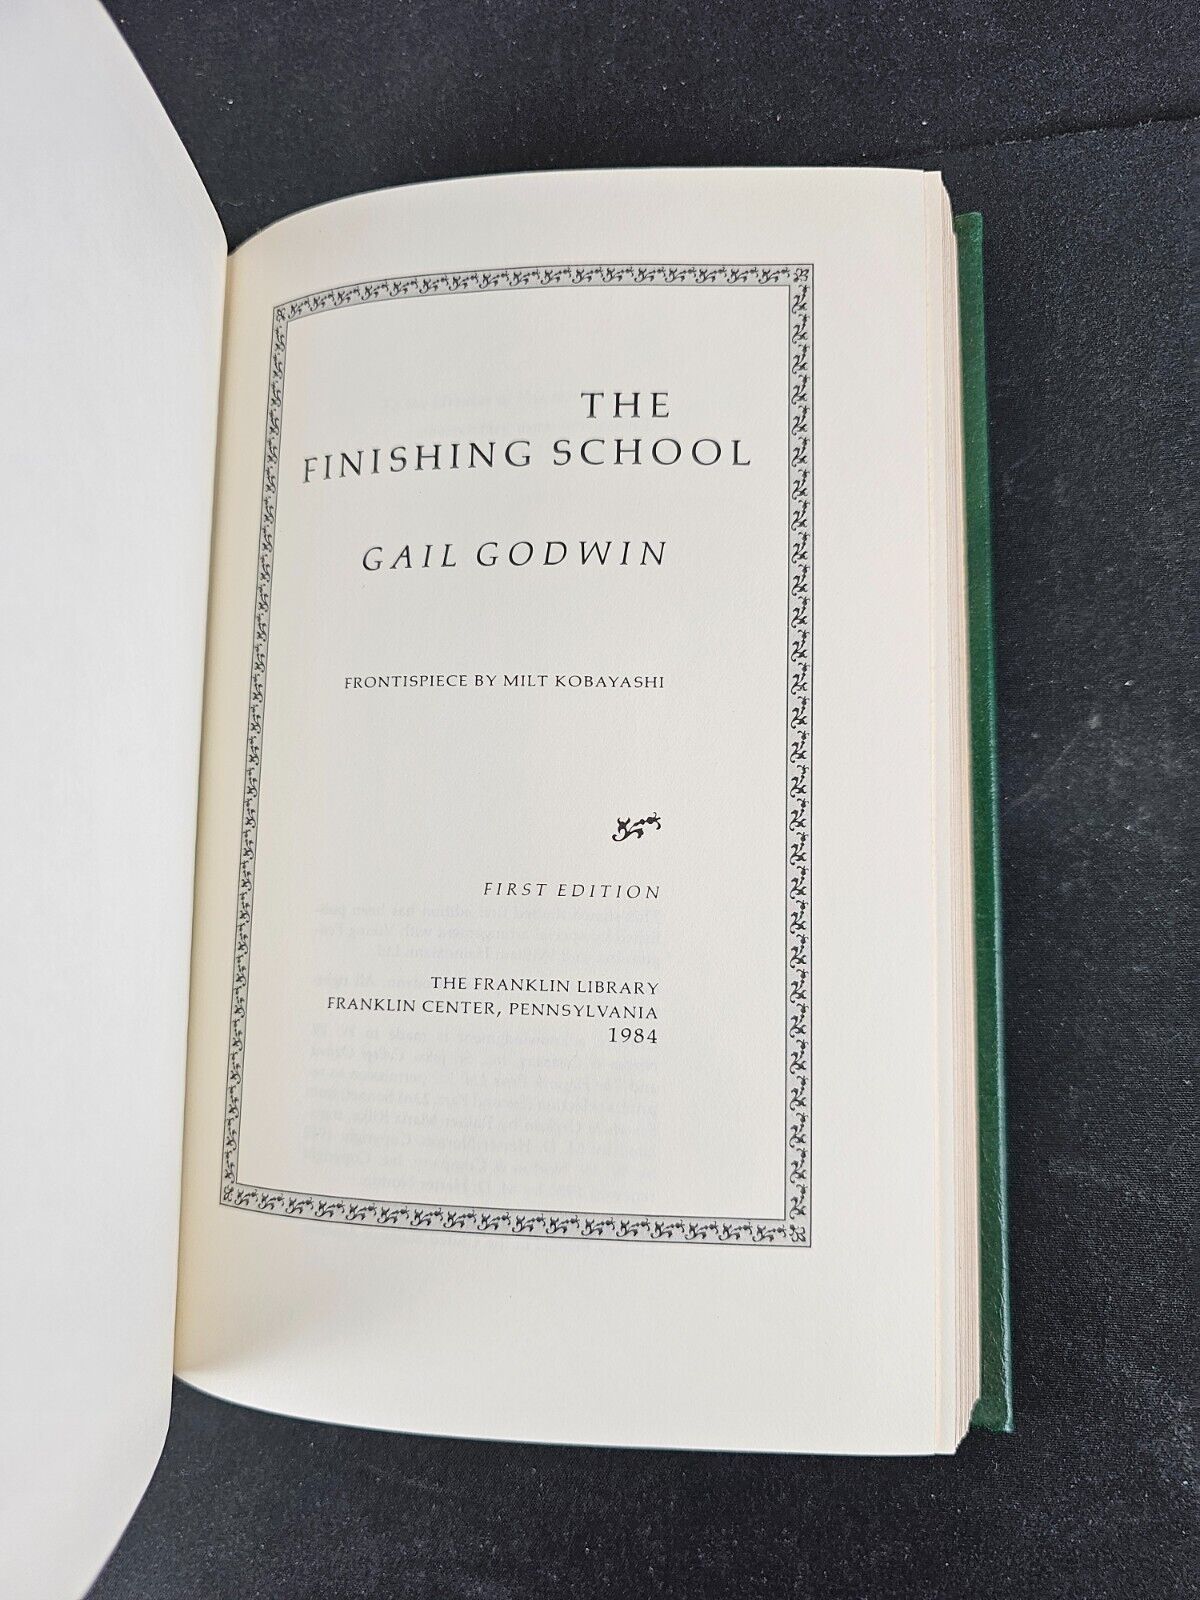 THE
FINISHING SCHOOL
GAIL GODWIN
FRONTISPIECE BY MILT KOBAYASHI
FIRST EDITION
THE FRANKLIN LIBRARY
FRANKLIN CENTER, PENNSYLVANIA
1984